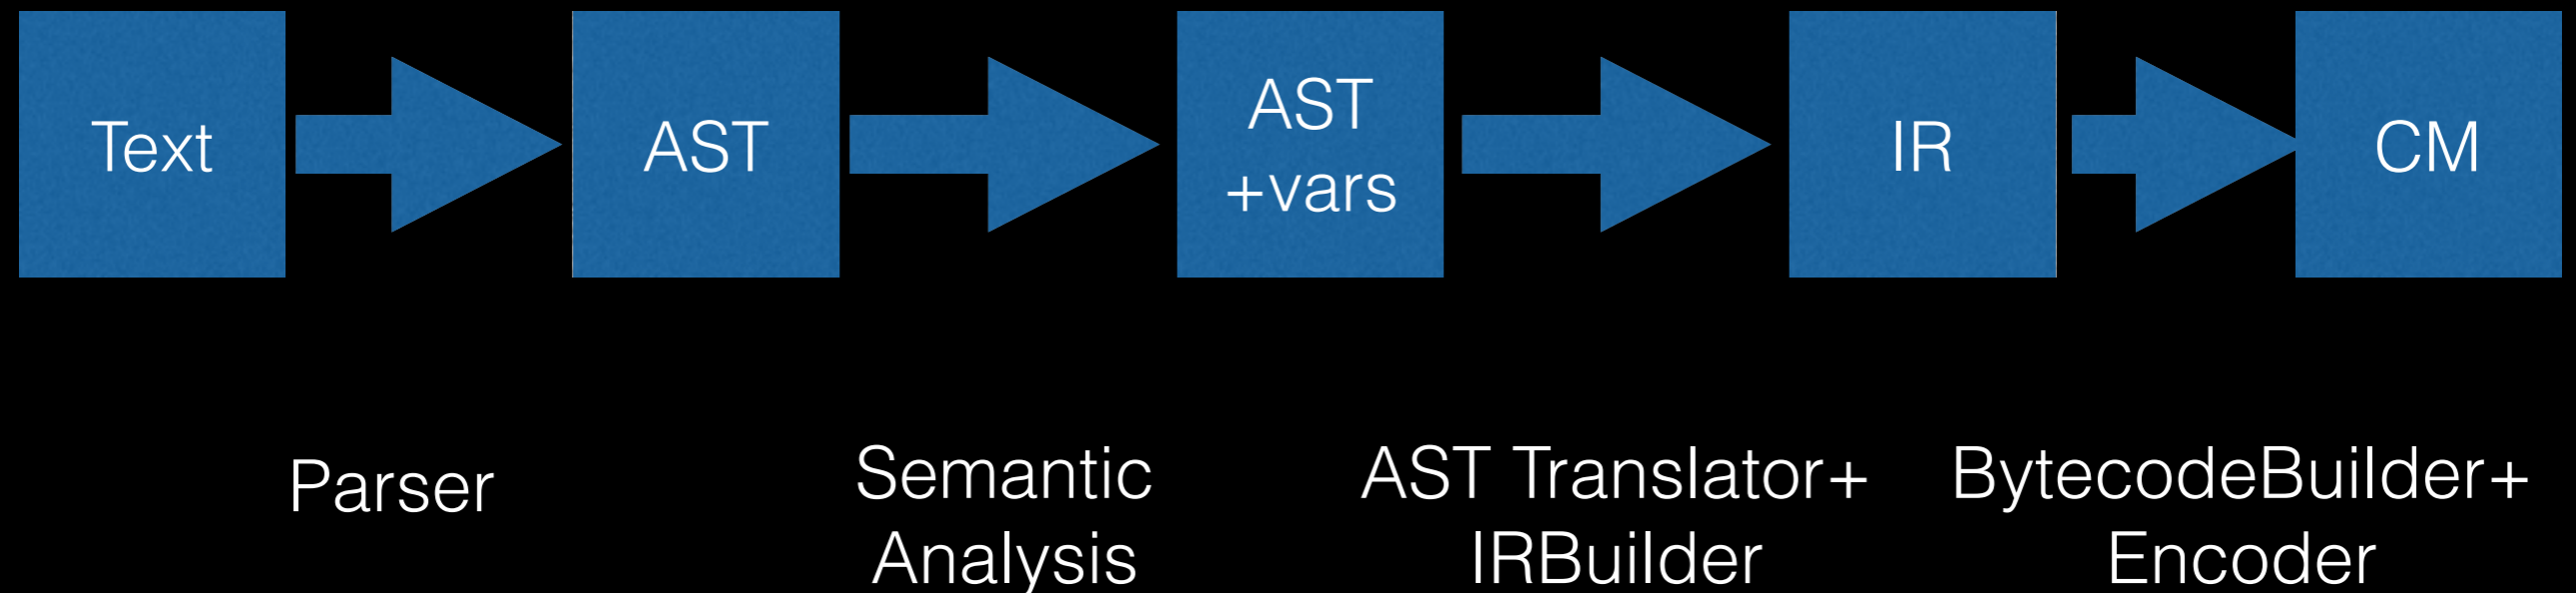 Text
AST
AST
+vars
IR
CM
Parser
Semantic
Analysis
AST Translator+
IRBuilder
BytecodeBuilder+
Encoder